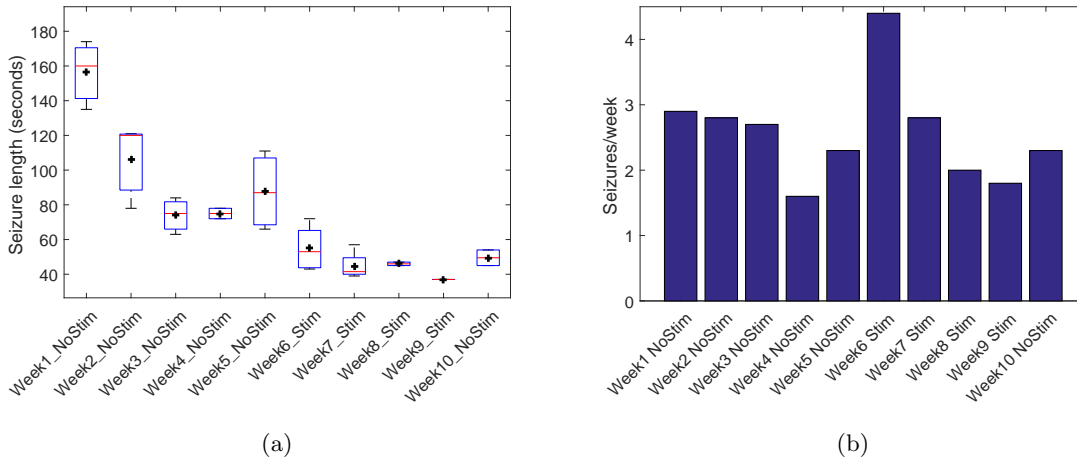 Seizure length (seconds)
180
160
140
120
100
80
60
40
Week1_NoStim
Week2_NoStim
Week3_NoStim
Week4_NoStim
Week5_NoStim
Week6_Stim
Week7_Stim
Week8_Stim
Week9_Stim
Week10_NoStim
(a)
Seizures/week
4
3
2
1
0
Week1 NoStim
Week2 NoStim
Week3 NoStim
Week4 NoStim
Week5 NoStim
Week6 Stim
Week7 Stim
Week8 Stim
Week9 Stim
Week10 NoStim
(b)